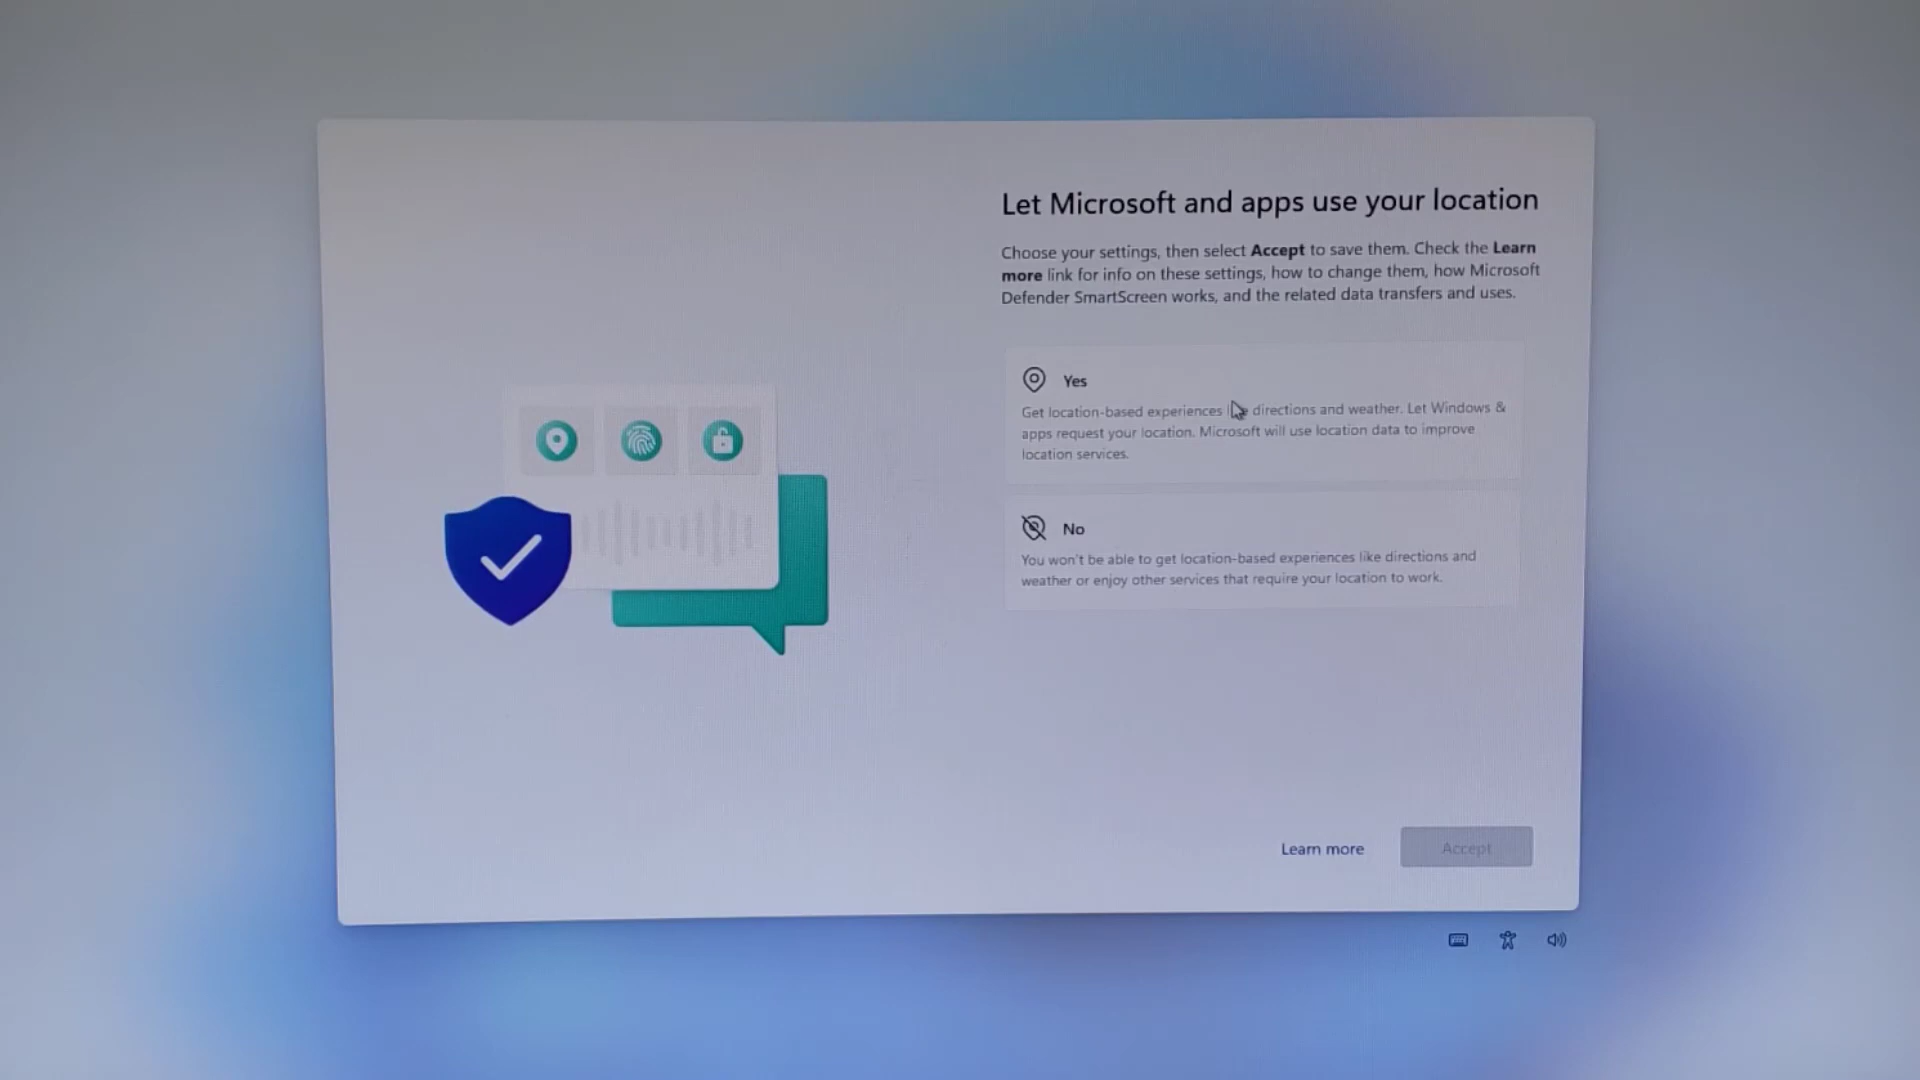 Let Microsoft and apps use your location
Choose your settings, then select Accept to save them. Check the Learn
more link for info on these settings, how to change them, how Microsoft
Defender SmartScreen works, and the related data transfers and uses.
Yes
Get location-based experiences directions and weather. Let Windows &
apps request your location. Microsoft will use location data to improve
location services.
No
You won't be able to get location-based experiences like directions and
weather or enjoy other services that require your location to work.
Learn more
Accept